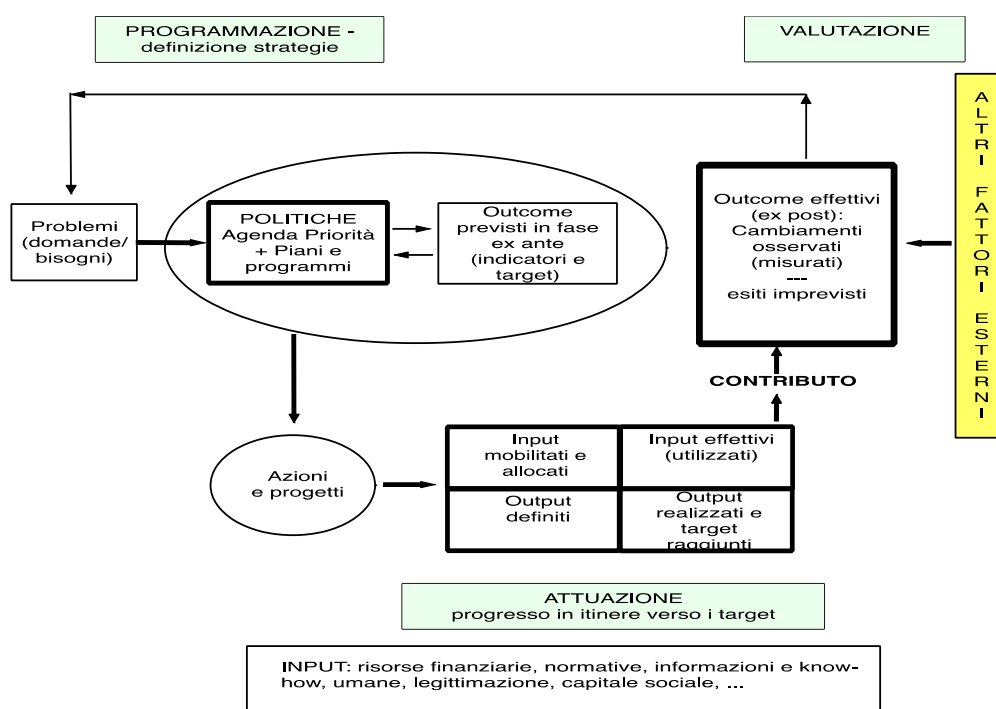 PROGRAMMAZIONE -
definizione strategie
VALUTAZIONE
ALTRI FATTORI ESTERNI
Problemi
(domande/
bisogni)
POLITICHE
Agenda Priorità
+ Piani e
programmi
Outcome
previsti in fase
ex ante
(indicatori e
target)
Outcome effettivi
(ex post):
Cambiamenti
osservati
(misurati)
---
esiti imprevisti
CONTRIBUTO
Azioni
e progetti
Input
mobilitati e
allocati
Input effettivi
(utilizzati)
Output
definiti
Output
realizzati e
target
raggiunti
ATTUAZIONE
progresso in itinere verso i target
INPUT: risorse finanziarie, normative, informazioni e know-
how, umane, legittimazione, capitale sociale, ...